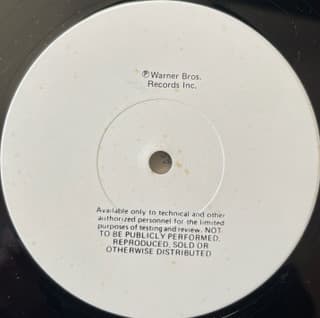 ℗ Warner Bros.
Records Inc.
Available only to technical and other
authorized personnel for the limited
purposes of testing and review. NOT
TO BE PUBLICLY PERFORMED,
REPRODUCED, SOLD OR
OTHERWISE DISTRIBUTED